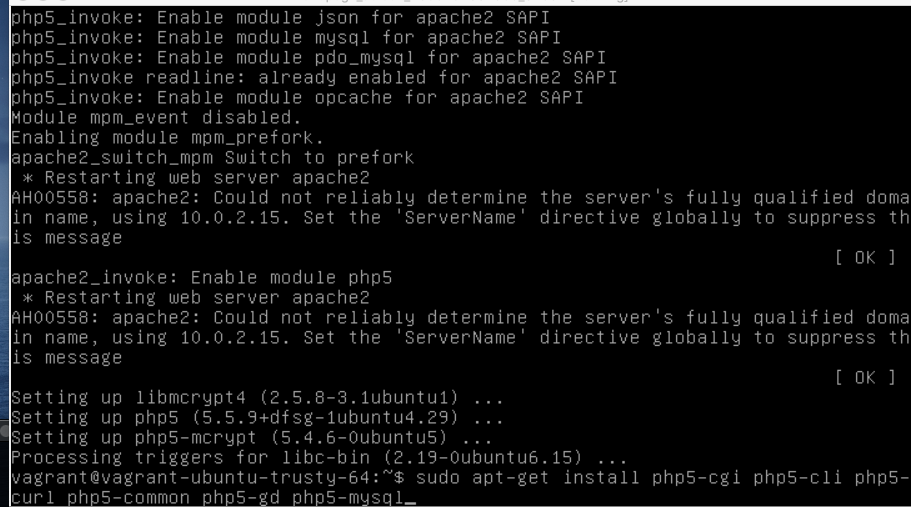 php5_invoke: Enable module json for apache2 SAPI
php5_invoke: Enable module mysql for apache2 SAPI
php5_invoke: Enable module pdo_mysql for apache2 SAPI
php5_invoke readline: already enabled for apache2 SAPI
php5_invoke: Enable module opcache for apache2 SAPI
Module mpm_event disabled.
Enabling module mpm_prefork.
apache2_switch_mpm Switch to prefork
 * Restarting web server apache2
AH00558: apache2: Could not reliably determine the server's fully qualified doma
in name, using 10.0.2.15. Set the 'ServerName' directive globally to suppress th
is message
[ OK ]
apache2_invoke: Enable module php5
 * Restarting web server apache2
AH00558: apache2: Could not reliably determine the server's fully qualified doma
in name, using 10.0.2.15. Set the 'ServerName' directive globally to suppress th
is message
[ OK ]
Setting up libmcrypt4 (2.5.8-3.1ubuntu1) ...
Setting up php5 (5.5.9+dfsg-1ubuntu4.29) ...
Setting up php5-mcrypt (5.4.6-0ubuntu5) ...
Processing triggers for libc-bin (2.19-0ubuntu6.15) ...
vagrant@vagrant-ubuntu-trusty-64:~$ sudo apt-get install php5-cgi php5-cli php5-
curl php5-common php5-gd php5-mysql_